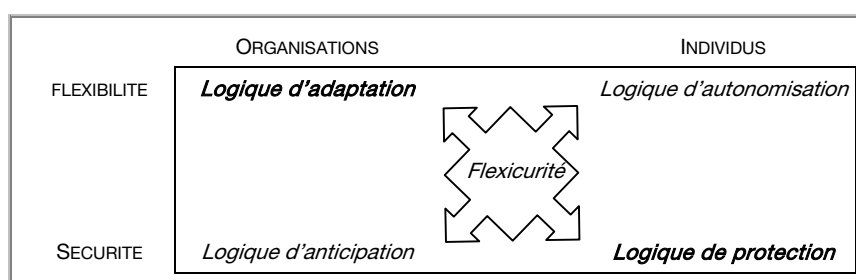 ORGANISATIONS INDIVIDUS
FLEXIBILITE Logique d'adaptation Logique d'autonomisation
Flexicurité
SECURITE Logique d'anticipation Logique de protection